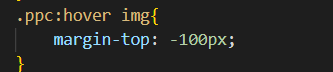 .ppc:hover img{
    margin-top: -100px;
}